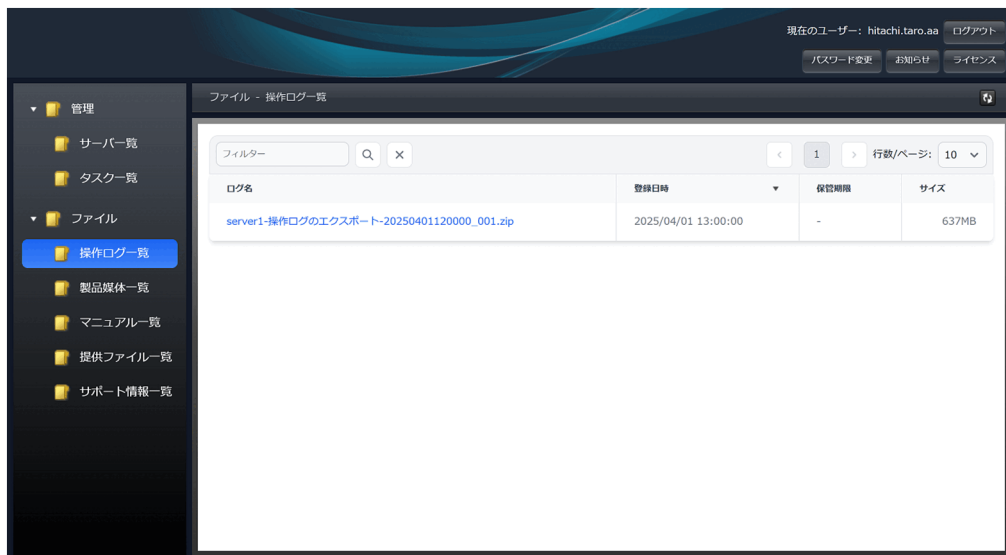 現在のユーザー: hitachi.taro.aa ログアウト
パスワード変更 お知らせ ライセンス
管理
サーバ一覧
タスク一覧
ファイル
操作ログ一覧
製品媒体一覧
マニュアル一覧
提供ファイル一覧
サポート情報一覧
ファイル - 操作ログ一覧
フィルター 1 行数/ページ: 10
ログ名 登録日時 保管期限 サイズ
server1-操作ログのエクスポート-20250401120000_001.zip 2025/04/01 13:00:00 - 637MB